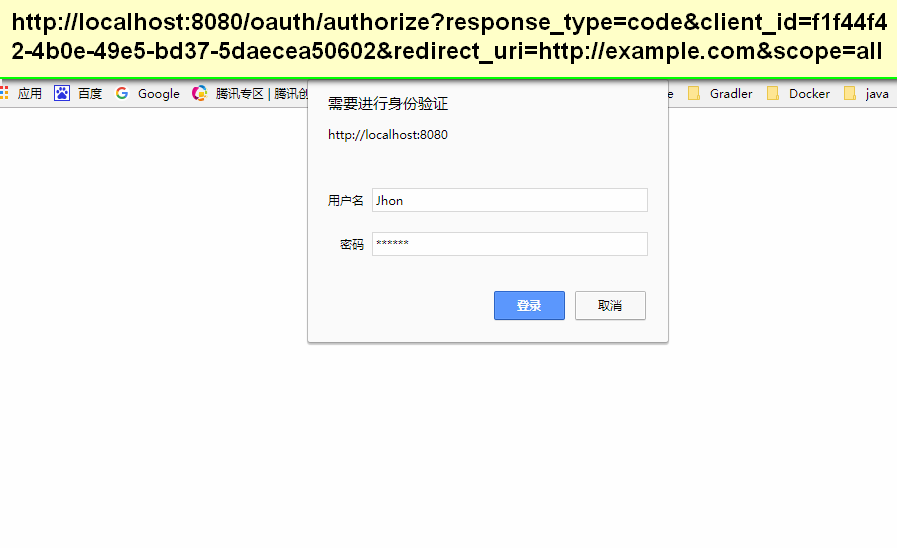 http://localhost:8080/oauth/authorize?response_type=code&client_id=f1f44f4
2-4b0e-49e5-bd37-5daecea50602&redirect_uri=http://example.com&scope=all
应用 百度 Google 腾讯专区 | 腾讯创 e Gradler Docker java
需要进行身份验证
http://localhost:8080
用户名 Jhon
密码 ******
登录 取消